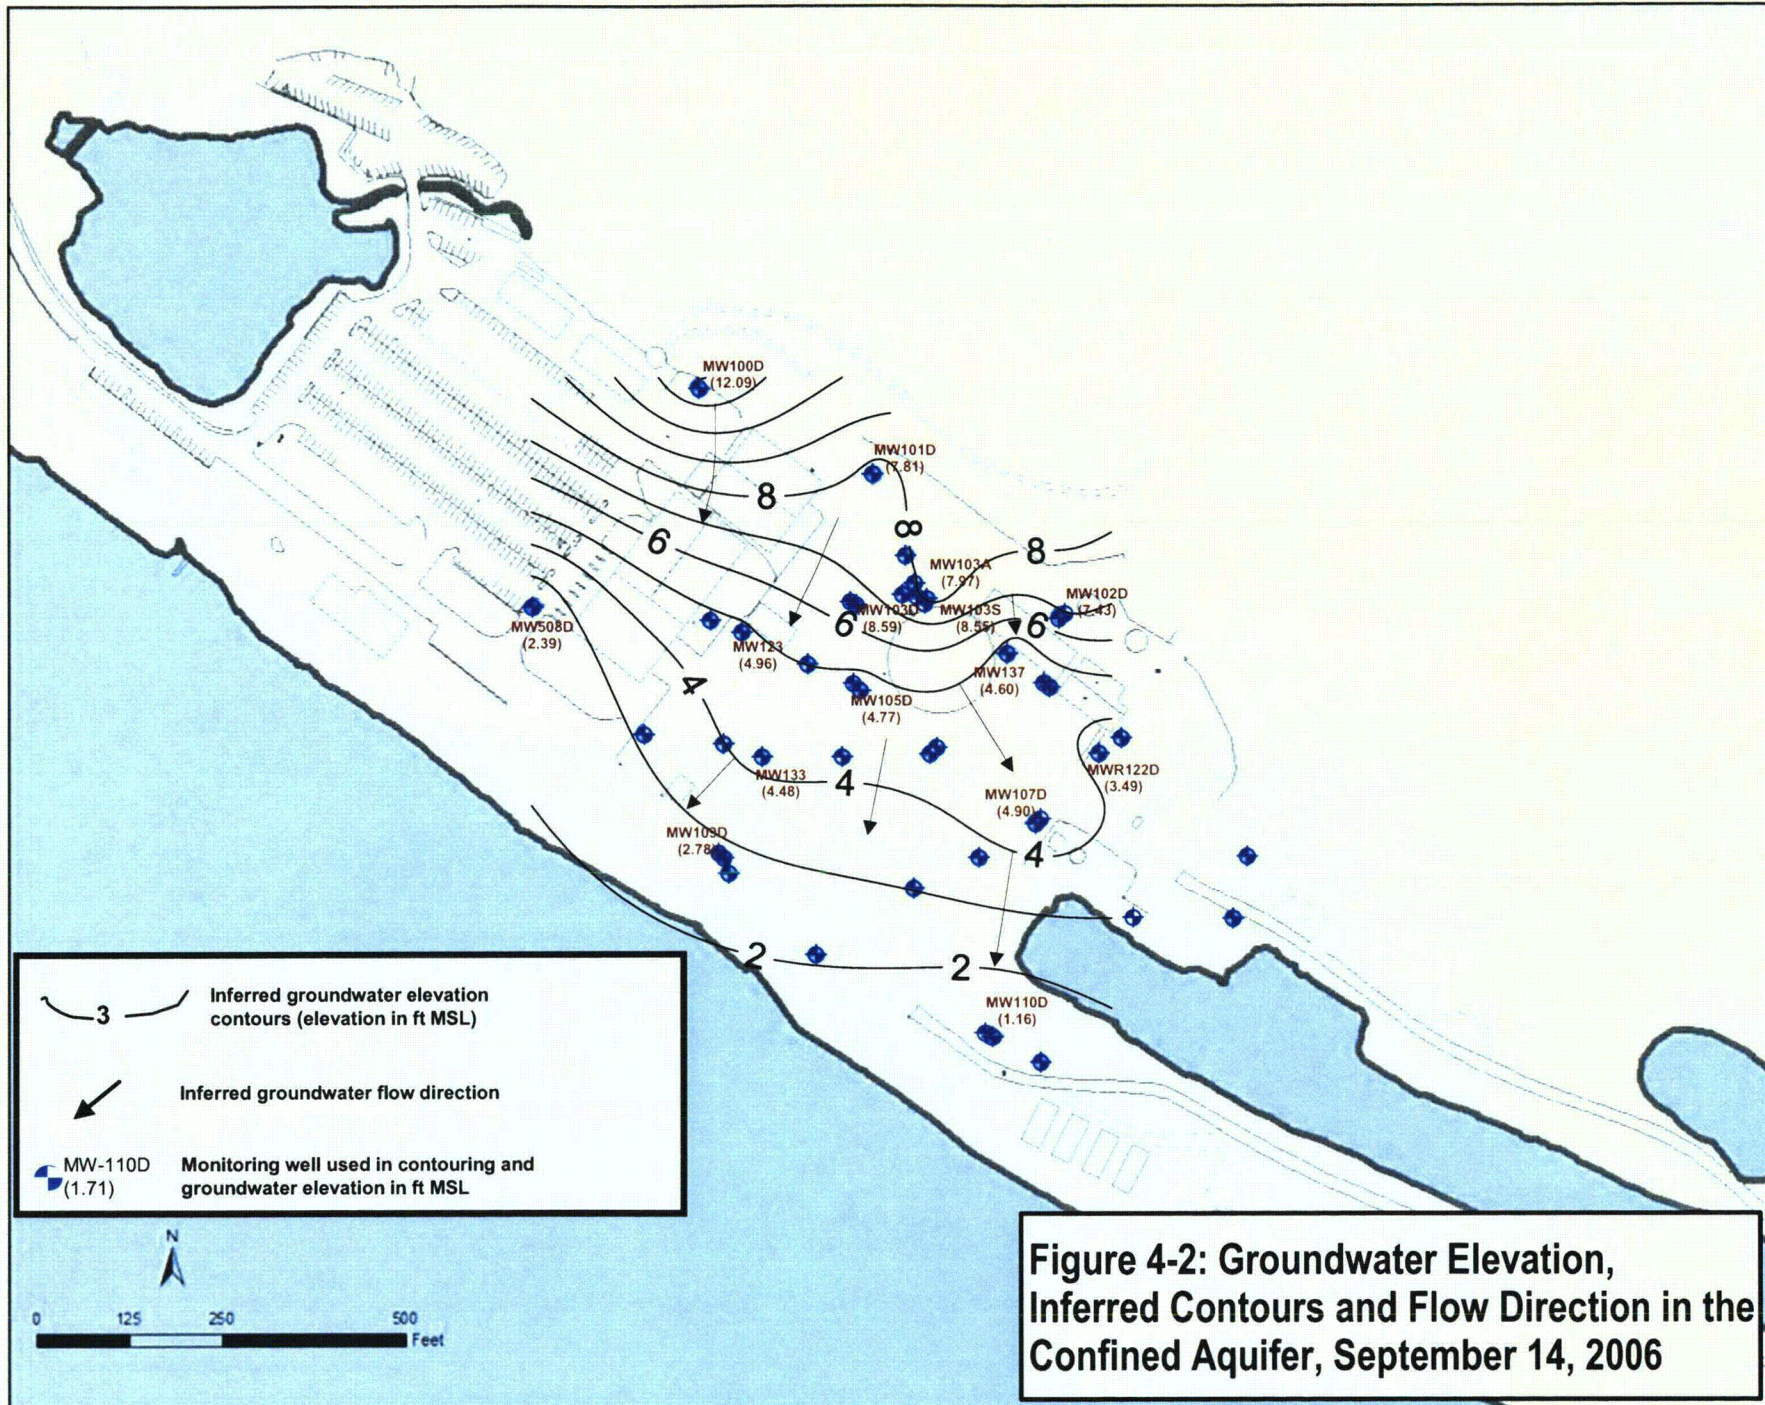 MW100D
(12.09)
MW101D
(7.81)
8
8
8
6
MW103A
(7.97)
MW102D
(7.43)
MW103D
(8.59)
MW103S
(8.55)
6
6
MW508D
(2.39)
MW123
(4.96)
MW137
(4.60)
4
MW105D
(4.77)
MW133
(4.48)
4
MWR122D
(3.49)
MW107D
(4.90)
MW109D
(2.78)
4
2
2
MW110D
(1.16)
3
Inferred groundwater elevation
contours (elevation in ft MSL)
Inferred groundwater flow direction
MW-110D
(1.71)
Monitoring well used in contouring and
groundwater elevation in ft MSL
N
0 125 250 500
Feet
Figure 4-2: Groundwater Elevation,
Inferred Contours and Flow Direction in the
Confined Aquifer, September 14, 2006